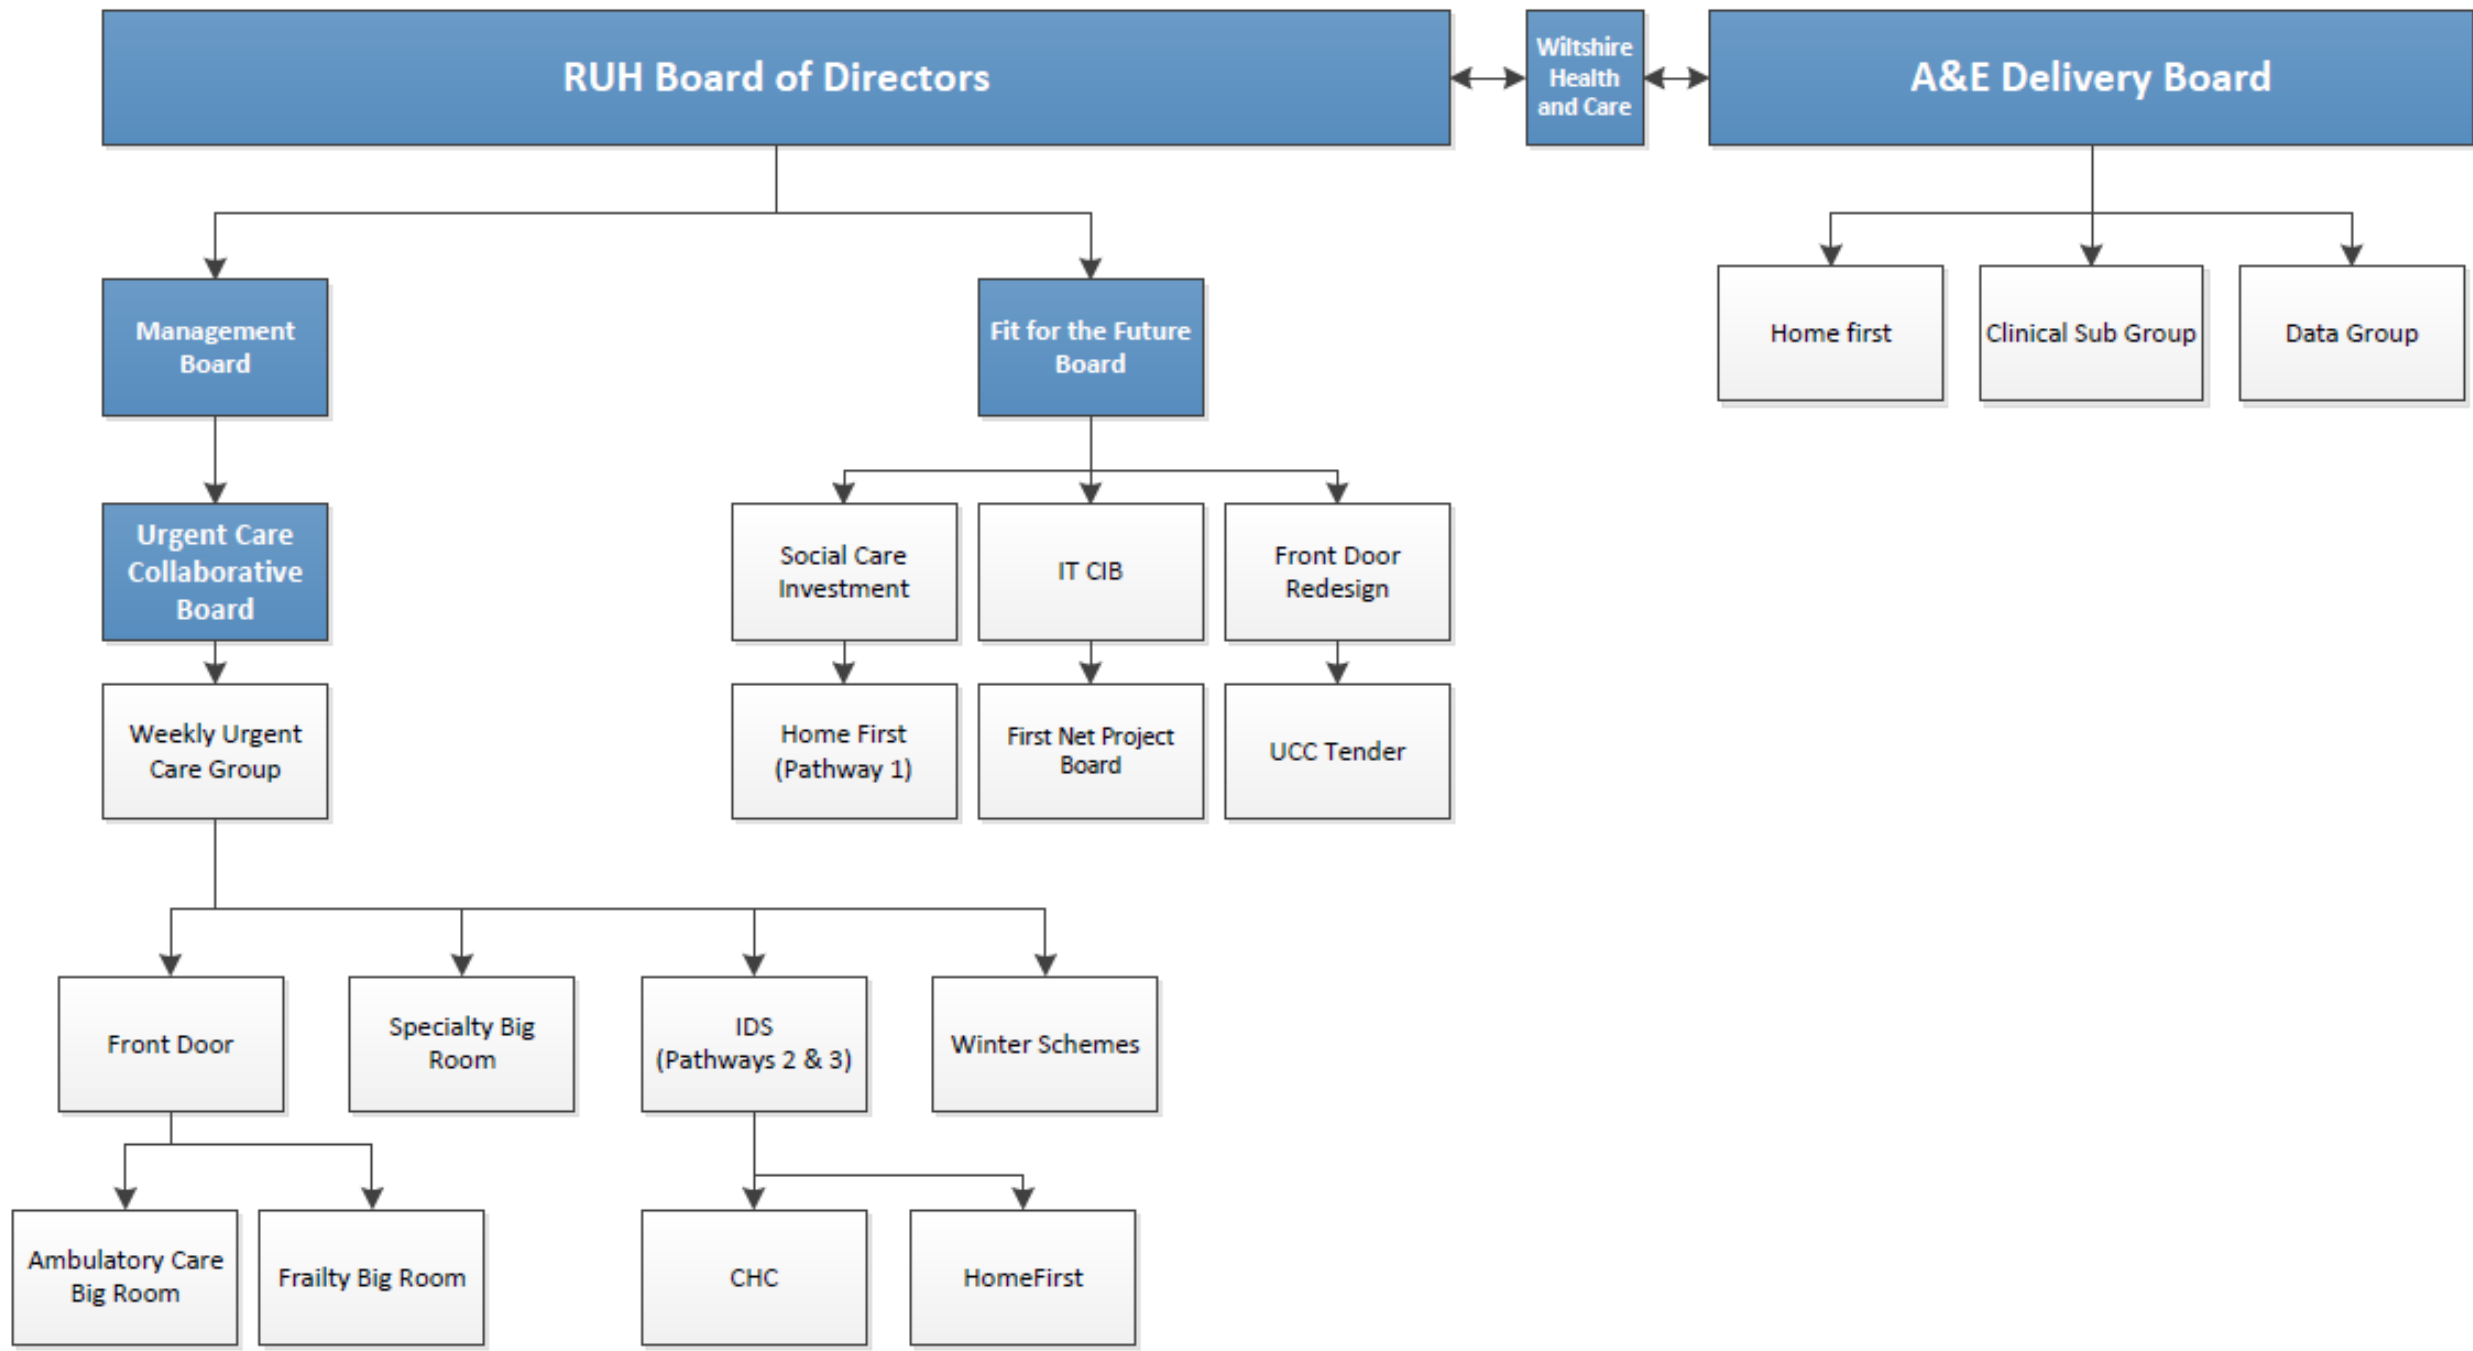 RUH Board of Directors
Wiltshire
Health
and Care
A&E Delivery Board
Management
Board
Fit for the Future
Board
Home first
Clinical Sub Group
Data Group
Urgent Care
Collaborative
Board
Social Care
Investment
IT CIB
Front Door
Redesign
Weekly Urgent
Care Group
Home First
(Pathway 1)
First Net Project
Board
UCC Tender
Front Door
Specialty Big
Room
IDS
(Pathways 2 & 3)
Winter Schemes
Ambulatory Care
Big Room
Frailty Big Room
CHC
HomeFirst